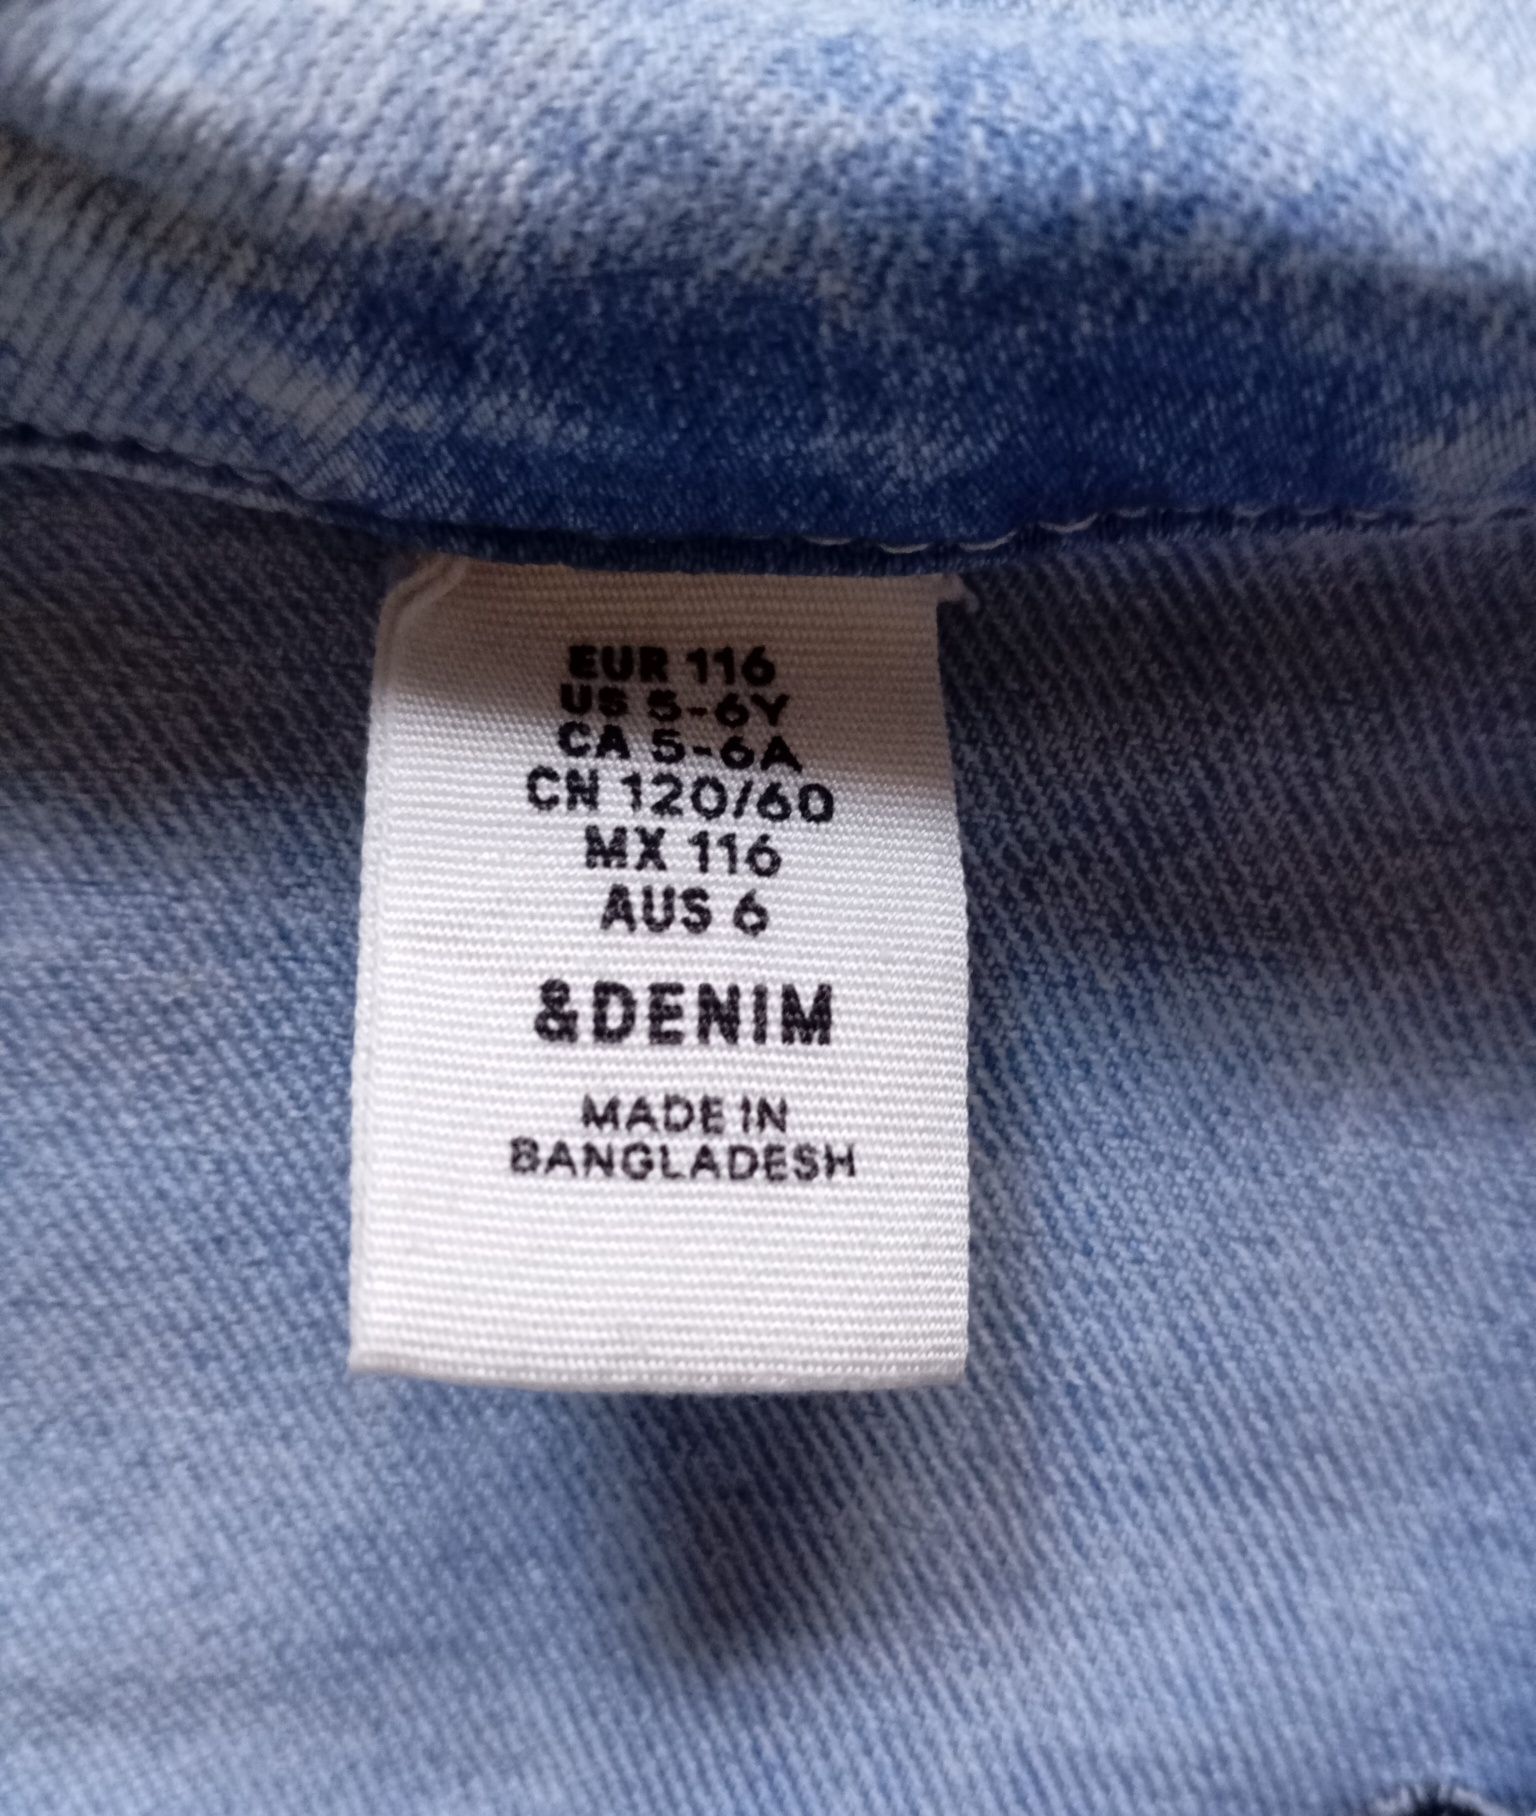 EUR 116
US 5-6Y
CA 5-6A
CN 120/60
MX 116
AUS 6
&DENIM
MADE IN
BANGLADESH